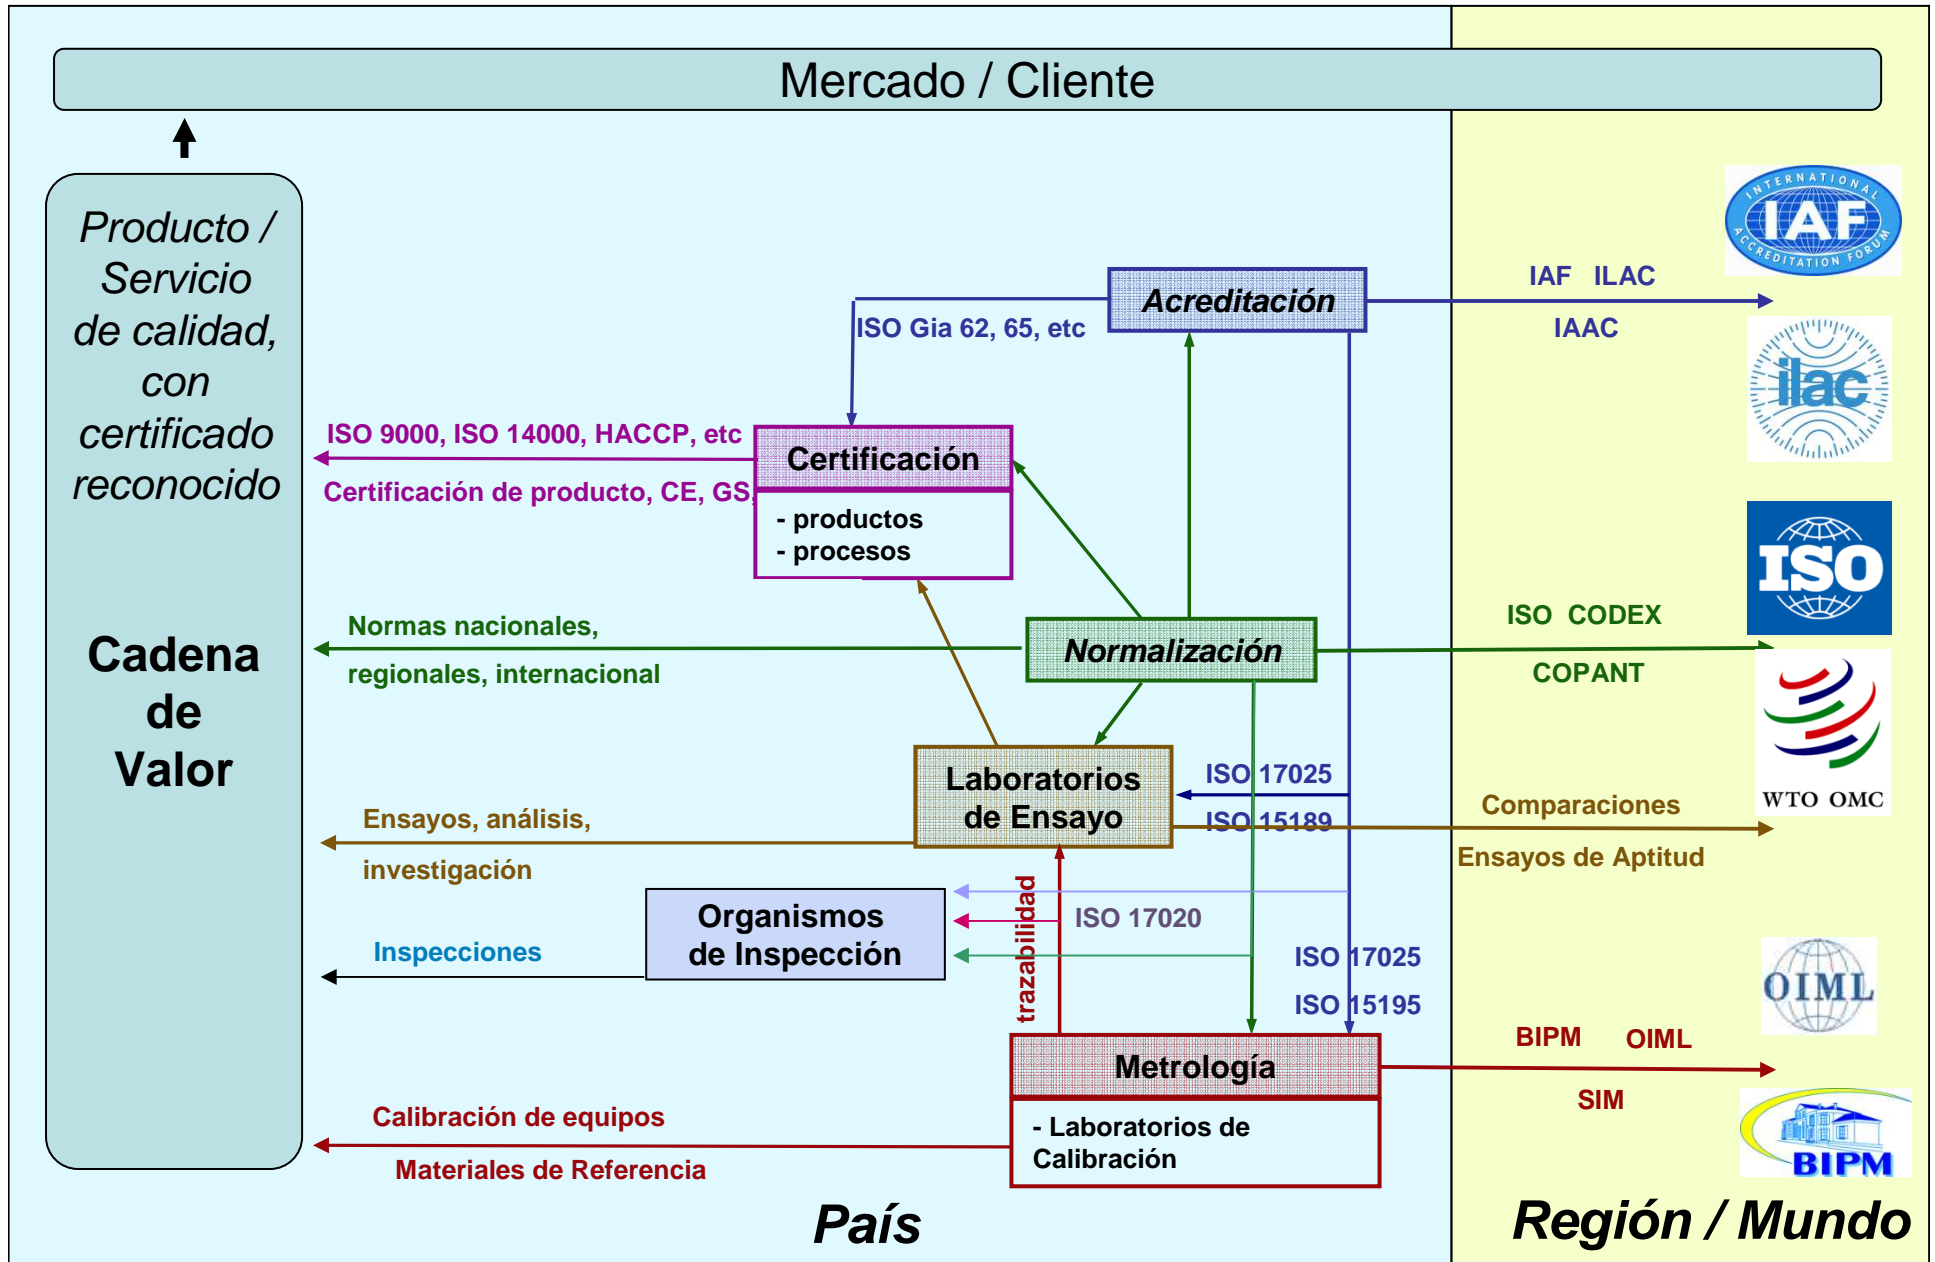 Mercado / Cliente
Producto /
Servicio
de calidad,
con
certificado
reconocido
Cadena
de
Valor
INTERNATIONAL
IAF
ACCREDITATION FORUM
Acreditación
IAF ILAC
IAAC
ISO Gia 62, 65, etc
ilac
ISO 9000, ISO 14000, HACCP, etc
Certificación de producto, CE, GS,
Certificación
- productos
- procesos
ISO
Normas nacionales,
regionales, internacional
Normalización
ISO CODEX
COPANT
WTO OMC
Laboratorios
de Ensayo
ISO 17025
ISO 15189
Comparaciones
Ensayos de Aptitud
Ensayos, análisis,
investigación
Organismos
de Inspección
trazabilidad
ISO 17020
Inspecciones
ISO 17025
ISO 15195
OIML
Metrología
- Laboratorios de
Calibración
BIPM OIML
SIM
Calibración de equipos
Materiales de Referencia
BIPM
País
Región / Mundo